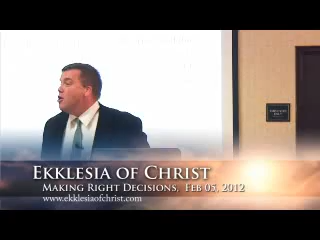 Ekklesia of Christ
Making Right Decisions, Feb 05, 2012
www.ekklesiaofchrist.com